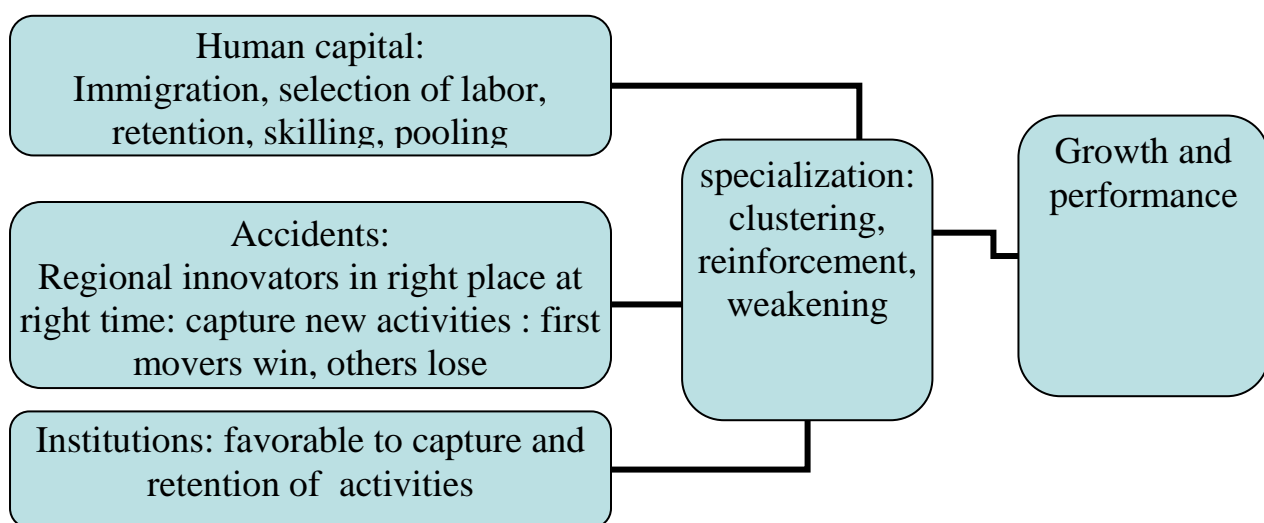 Human capital:
Immigration, selection of labor,
retention, skilling, pooling
Accidents:
Regional innovators in right place at
right time: capture new activities : first
movers win, others lose
Institutions: favorable to capture and
retention of activities
specialization:
clustering,
reinforcement,
weakening
Growth and
performance